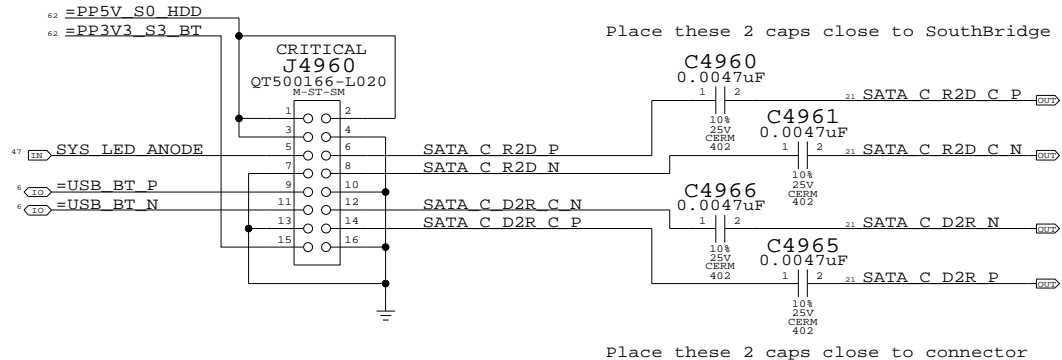 62 =PP5V_S0_HDD
62 =PP3V3_S3_BT
Place these 2 caps close to SouthBridge
CRITICAL
J4960
QT500166-L020
M-ST-SM
C4960
0.0047uF
1 2
10%
25V
CERM
402
21 SATA_C_R2D_C_P
OUT
C4961
0.0047uF
1 2
10%
25V
CERM
402
21 SATA_C_R2D_C_N
OUT
1 2
3 4
47 IN SYS_LED_ANODE
5 6
SATA_C_R2D_P
7 8
SATA_C_R2D_N
6 IO =USB_BT_P
9 10
6 IO =USB_BT_N
11 12
SATA_C_D2R_C_N
13 14
SATA_C_D2R_C_P
15 16
C4966
0.0047uF
1 2
10%
25V
CERM
402
21 SATA_C_D2R_N
OUT
C4965
0.0047uF
1 2
10%
25V
CERM
402
21 SATA_C_D2R_P
OUT
Place these 2 caps close to connector